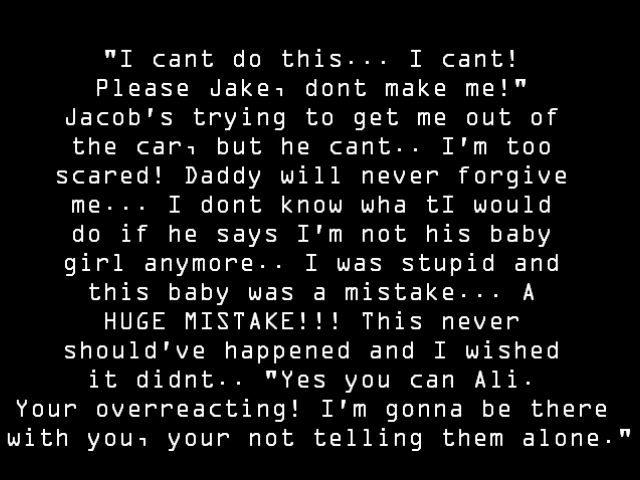 "I cant do this... I cant!
Please Jake, dont make me!"
Jacob's trying to get me out of
the car, but he cant.. I'm too
scared! Daddy will never forgive
me... I dont know wha tI would
do if he says I'm not his baby
girl anymore.. I was stupid and
this baby was a mistake... A
HUGE MISTAKE!!! This never
should've happened and I wished
it didnt.. "Yes you can Ali.
Your overreacting! I'm gonna be there
with you, your not telling them alone."